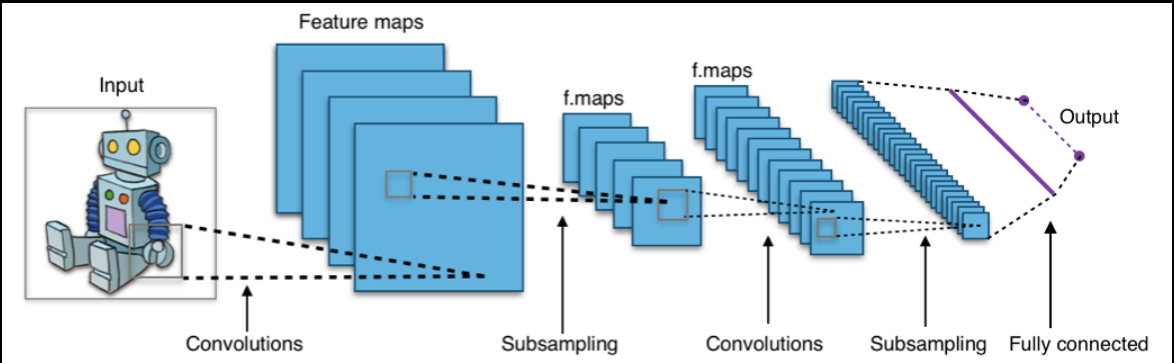 Feature maps
Input
f.maps
f.maps
Output
Convolutions
Subsampling
Convolutions
Subsampling
Fully connected